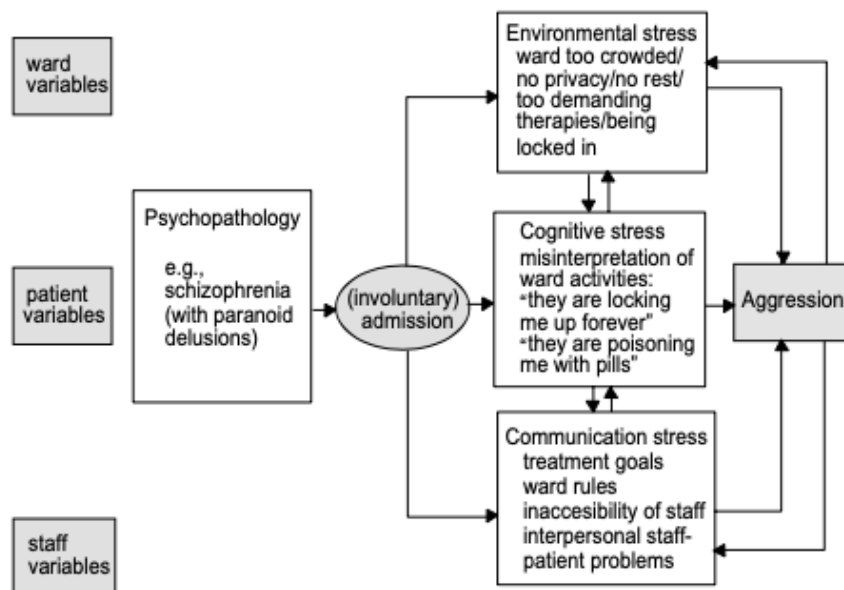 ward
variables
patient
variables
staff
variables
Psychopathology
e.g.,
schizophrenia
(with paranoid
delusions)
(involuntary)
admission
Environmental stress
ward too crowded/
no privacy/no rest/
too demanding
therapies/being
locked in
Cognitive stress
misinterpretation of
ward activities:
“they are locking
me up forever”
“they are poisoning
me with pills”
Communication stress
treatment goals
ward rules
inaccesibility of staff
interpersonal staff-
patient problems
Aggression